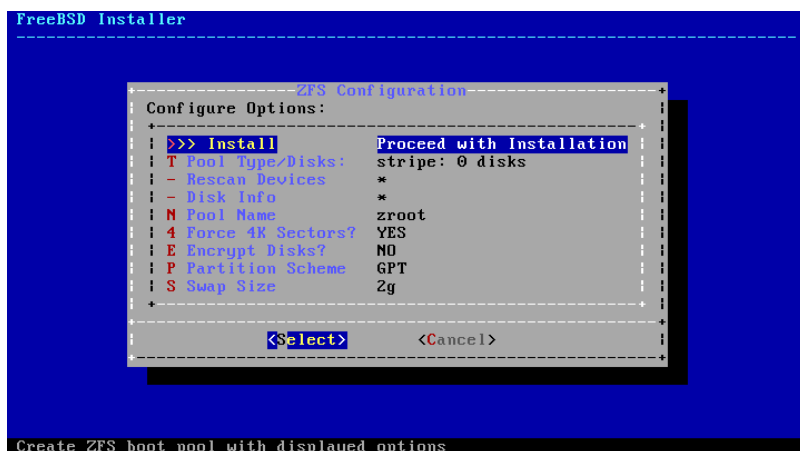 FreeBSD Installer
ZFS Configuration
Configure Options:
>>> Install Proceed with Installation
T Pool Type/Disks: stripe: 0 disks
- Rescan Devices *
- Disk Info *
N Pool Name zroot
4 Force 4K Sectors? YES
E Encrypt Disks? NO
P Partition Scheme GPT
S Swap Size 2g
<Select> <Cancel>
Create ZFS boot pool with displayed options